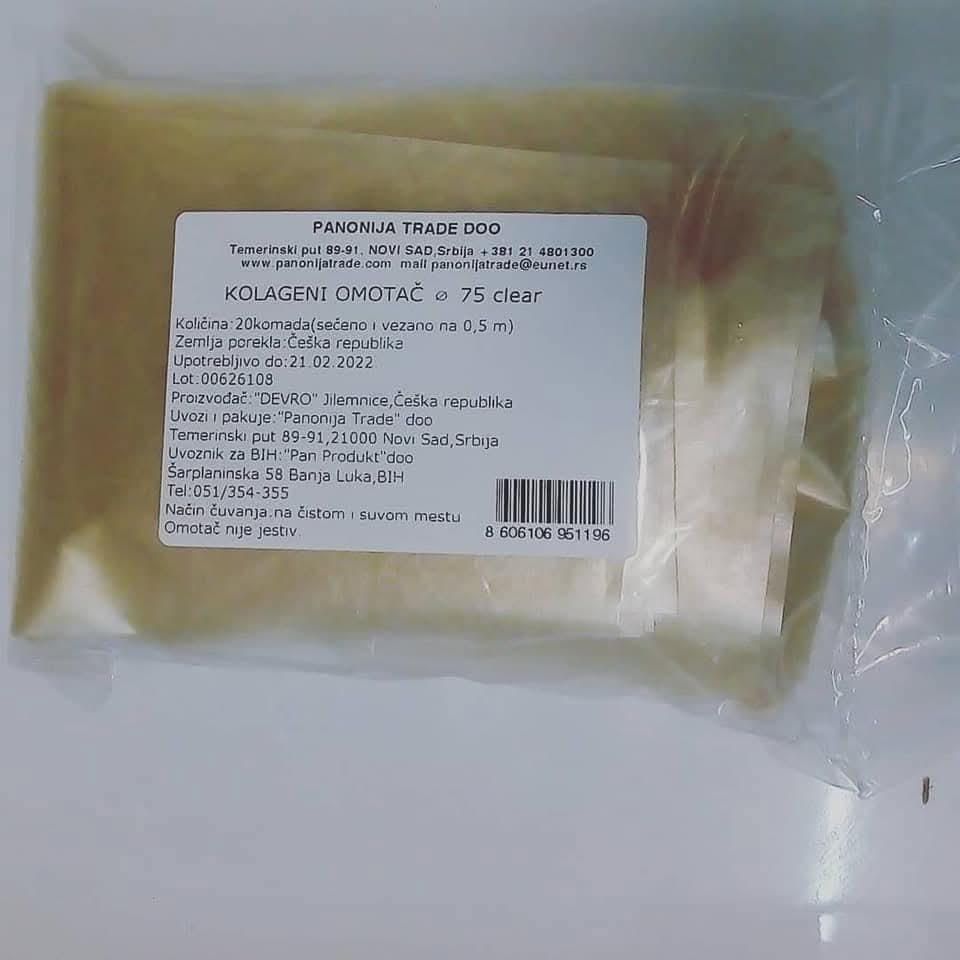 PANONIJA TRADE DOO
Temerinski put 89-91, NOVI SAD,Srbija +381 21 4801300
www.panonijatrade.com mail panonijatrade@eunet.rs
KOLAGENI OMOTAČ ⌀ 75 clear
Količina:20komada(sečeno i vezano na 0,5 m)
Zemlja porekla:Češka republika
Upotrebljivo do:21.02.2022
Lot:00626108
Proizvođač:"DEVRO" Jilemnice,Češka republika
Uvozi i pakuje:"Panonija Trade" doo
Temerinski put 89-91,21000 Novi Sad,Srbija
Uvoznik za BIH:"Pan Produkt"doo
Šarplaninska 58 Banja Luka,BIH
Tel:051/354-355
Način čuvanja:na čistom i suvom mestu
Omotač nije jestiv.
8 606106 951196